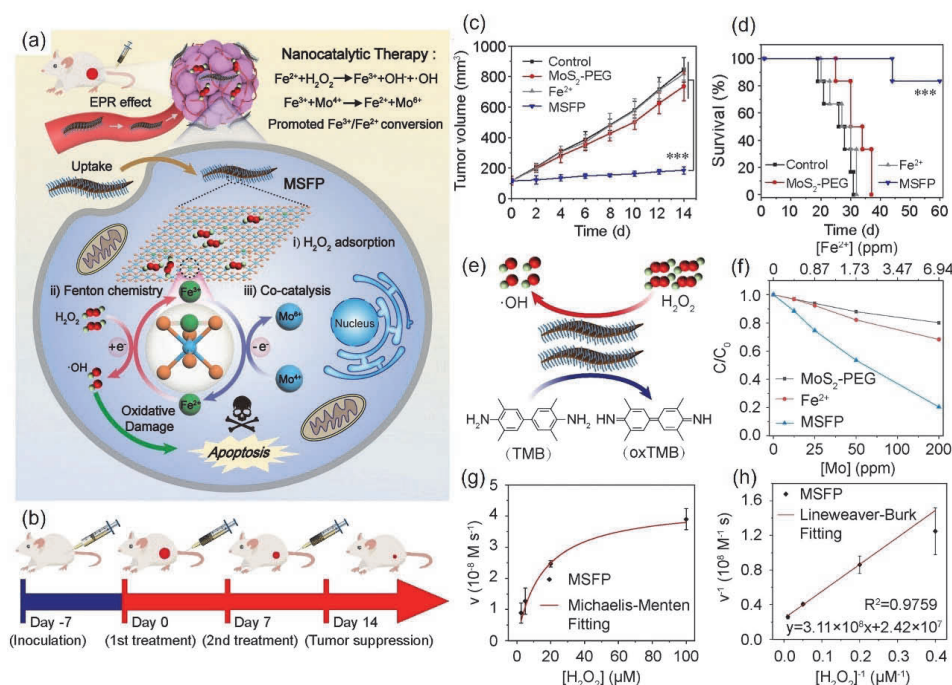 (a)
Nanocatalytic Therapy :
Fe²⁺+H₂O₂→Fe³⁺+OH⁻+·OH
Fe³⁺+Mo⁴⁺→Fe²⁺+Mo⁶⁺
Promoted Fe³⁺/Fe²⁺ conversion
EPR effect
Uptake
MSFP
i) H₂O₂ adsorption
ii) Fenton chemistry
iii) Co-catalysis
Fe³⁺
H₂O₂
+e⁻
·OH
Mo⁶⁺
- e⁻
Mo⁴⁺
Nucleus
Fe²⁺
Oxidative
Damage
Apoptosis
(b)
Day -7
(Inoculation)
Day 0
(1st treatment)
Day 7
(2nd treatment)
Day 14
(Tumor suppression)
(c)
Tumor volume (mm³)
1000
800
600
400
200
0
Control
MoS₂-PEG
Fe²⁺
MSFP
***
0 2 4 6 8 10 12 14
Time (d)
(d)
Survival (%)
100
80
60
40
20
0
***
Control
MoS₂-PEG
Fe²⁺
MSFP
0 10 20 30 40 50 60
Time (d)
(e)
·OH
H₂O₂
H₂N
NH₂
HN
NH
(TMB)
(oxTMB)
(f)
[Fe²⁺] (ppm)
0 0.87 1.73 3.47 6.94
C/C₀
1.0
0.8
0.6
0.4
0.2
0.0
MoS₂-PEG
Fe²⁺
MSFP
0 25 50 100 200
[Mo] (ppm)
(g)
v (10⁻⁸ M s⁻¹)
5
4
3
2
1
0
MSFP
Michaelis-Menten
Fitting
0 20 40 60 80 100
[H₂O₂] (µM)
(h)
v⁻¹ (10⁸ M⁻¹ s)
1.6
1.2
0.8
0.4
0.0
MSFP
Lineweaver-Burk
Fitting
R²=0.9759
y=3.11×10⁸x+2.42×10⁷
0.0 0.1 0.2 0.3 0.4
[H₂O₂]⁻¹ (µM⁻¹)